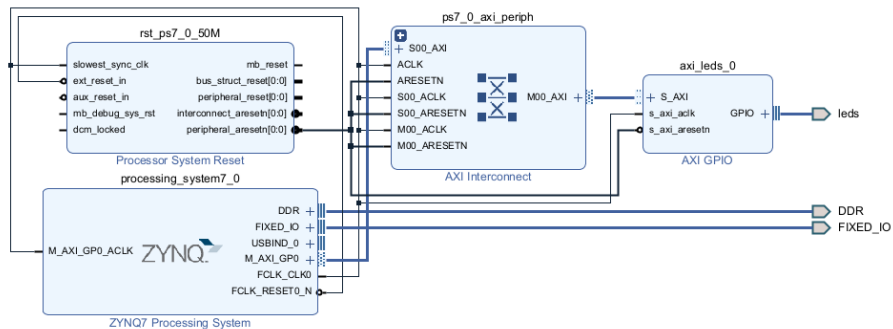 rst_ps7_0_50M
slowest_sync_clk
ext_reset_in
aux_reset_in
mb_debug_sys_rst
dcm_locked
mb_reset
bus_struct_reset[0:0]
peripheral_reset[0:0]
interconnect_aresetn[0:0]
peripheral_aresetn[0:0]
Processor System Reset
ps7_0_axi_periph
S00_AXI
ACLK
ARESETN
S00_ACLK
S00_ARESETN
M00_ACLK
M00_ARESETN
M00_AXI
AXI Interconnect
axi_leds_0
S_AXI
s_axi_aclk
s_axi_aresetn
GPIO
AXI GPIO
leds
processing_system7_0
M_AXI_GP0_ACLK
ZYNQ
DDR
FIXED_IO
USBIND_0
M_AXI_GP0
FCLK_CLK0
FCLK_RESET0_N
ZYNQ7 Processing System
DDR
FIXED_IO